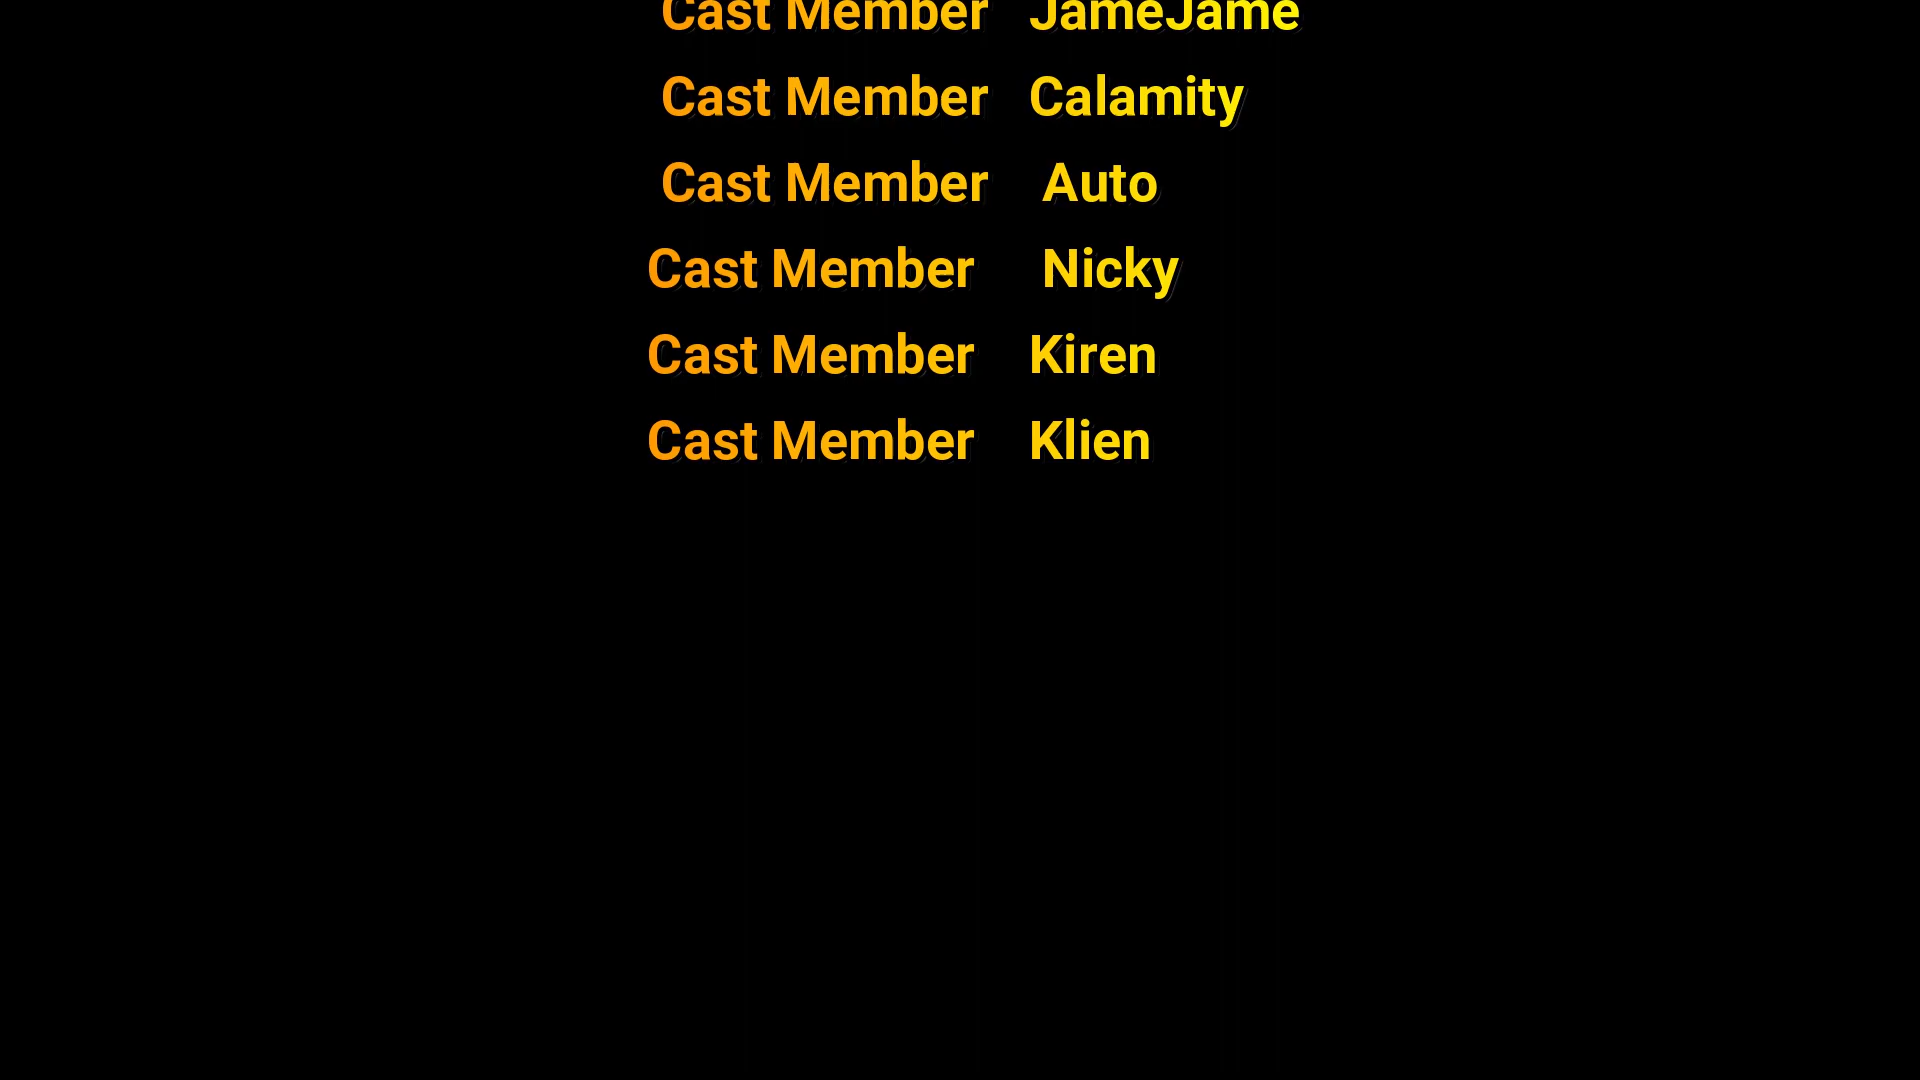 Cast Member JameJame
Cast Member Calamity
Cast Member Auto
Cast Member Nicky
Cast Member Kiren
Cast Member Klien